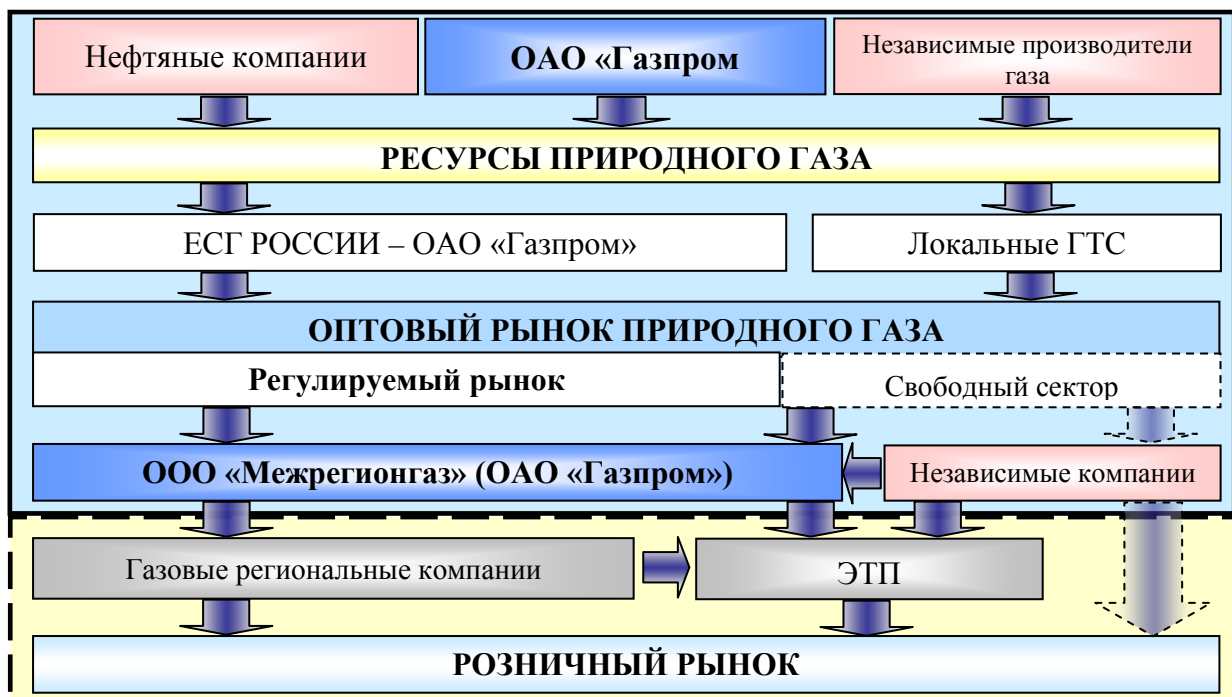 Нефтяные компании
ОАО «Газпром
Независимые производители
газа
РЕСУРСЫ ПРИРОДНОГО ГАЗА
ЕСГ РОССИИ – ОАО «Газпром»
Локальные ГТС
ОПТОВЫЙ РЫНОК ПРИРОДНОГО ГАЗА
Регулируемый рынок
Свободный сектор
ООО «Межрегионгаз» (ОАО «Газпром»)
Независимые компании
Газовые региональные компании
ЭТП
РОЗНИЧНЫЙ РЫНОК